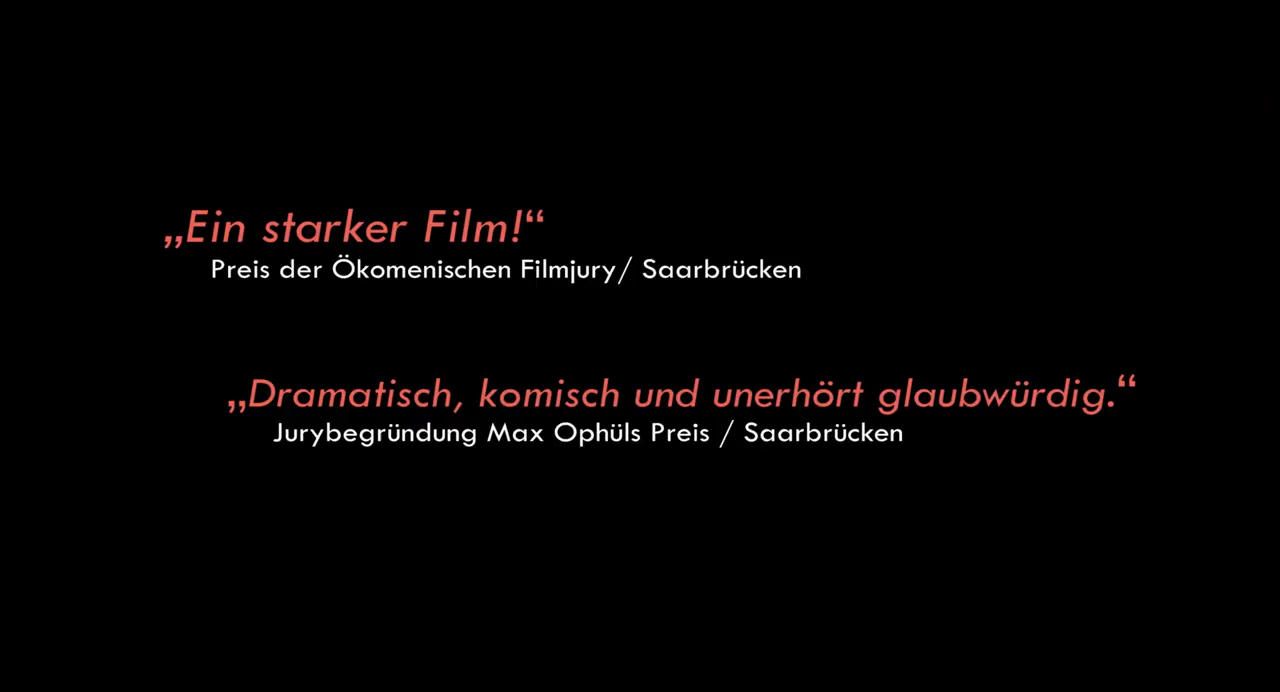 „Ein starker Film!“
Preis der Ökomenischen Filmjury/ Saarbrücken
„Dramatisch, komisch und unerhört glaubwürdig.“
Jurybegründung Max Ophüls Preis / Saarbrücken